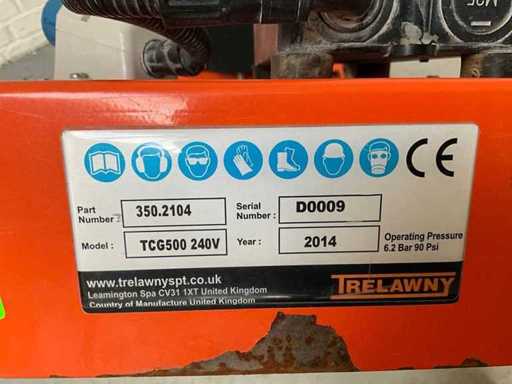 M25
CE
Part Number : 350.2104
Serial Number : D0009
Model : TCG500 240V
Year : 2014
Operating Pressure
6.2 Bar 90 Psi
www.trelawnyspt.co.uk
Leamington Spa CV31 1XT United Kingdom
Country of Manufacture United Kingdom
TRELAWNY